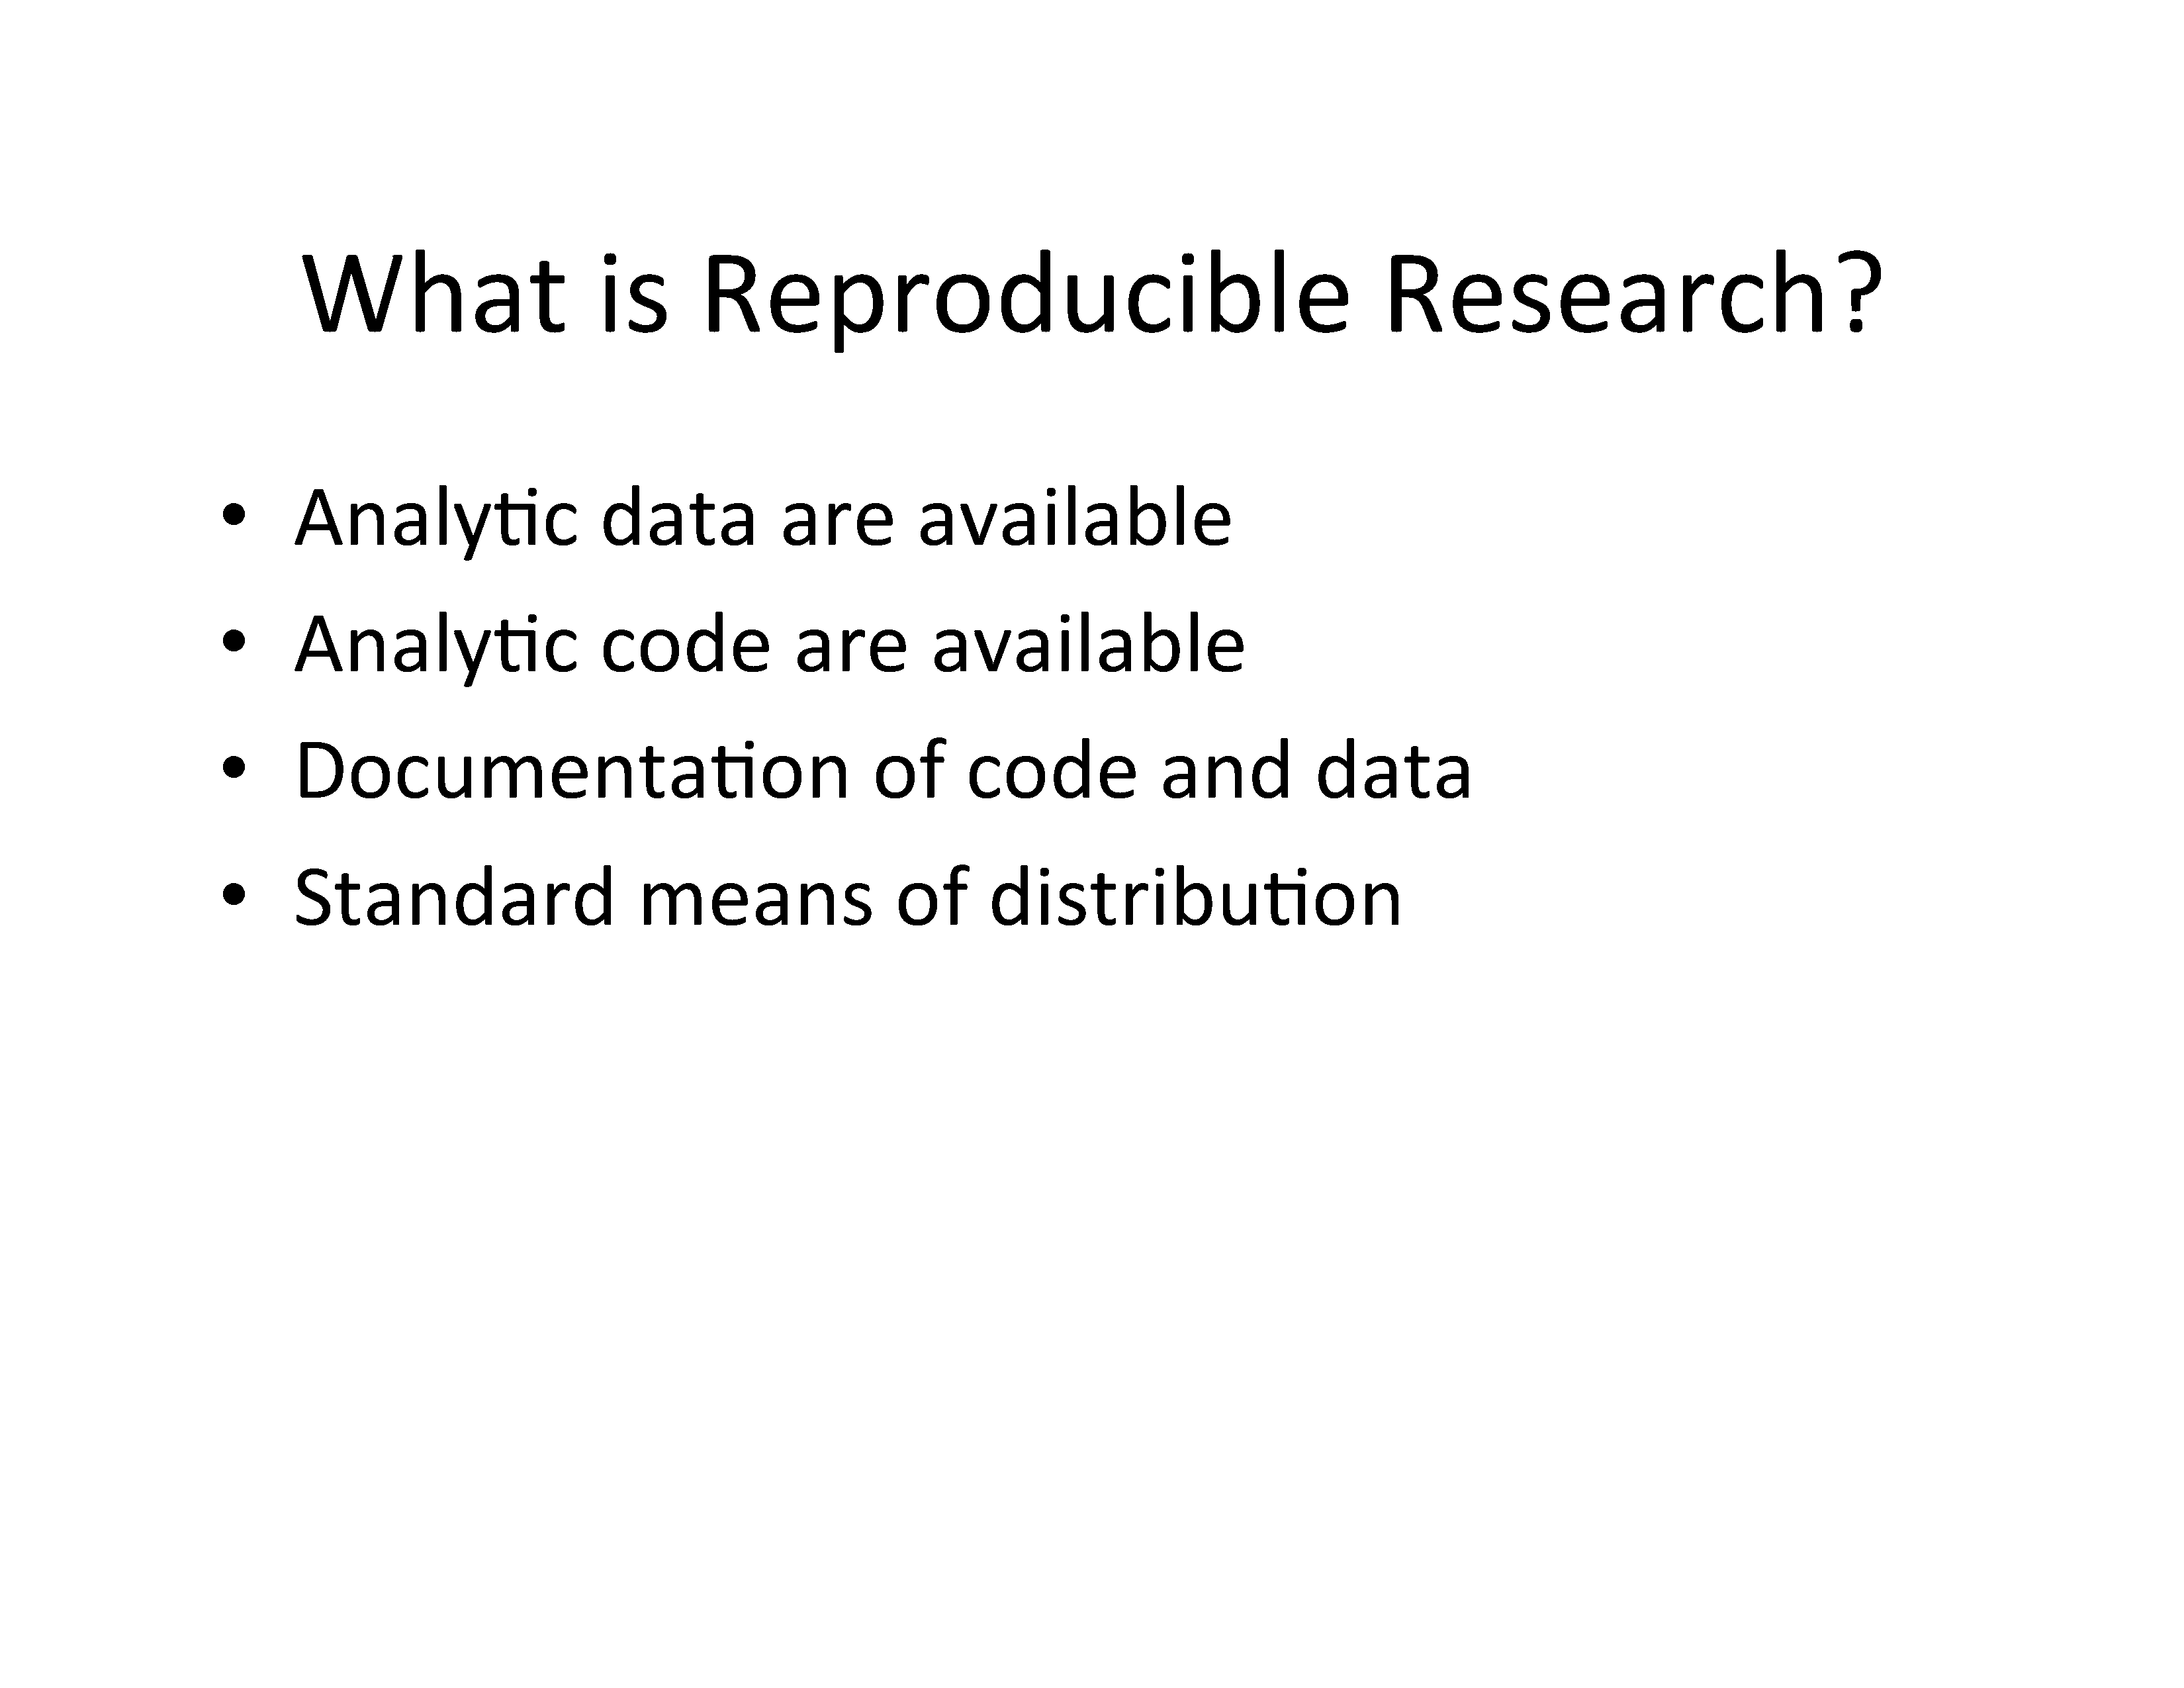 What is Reproducible Research?
• Analytic data are available
• Analytic code are available
• Documentation of code and data
• Standard means of distribution